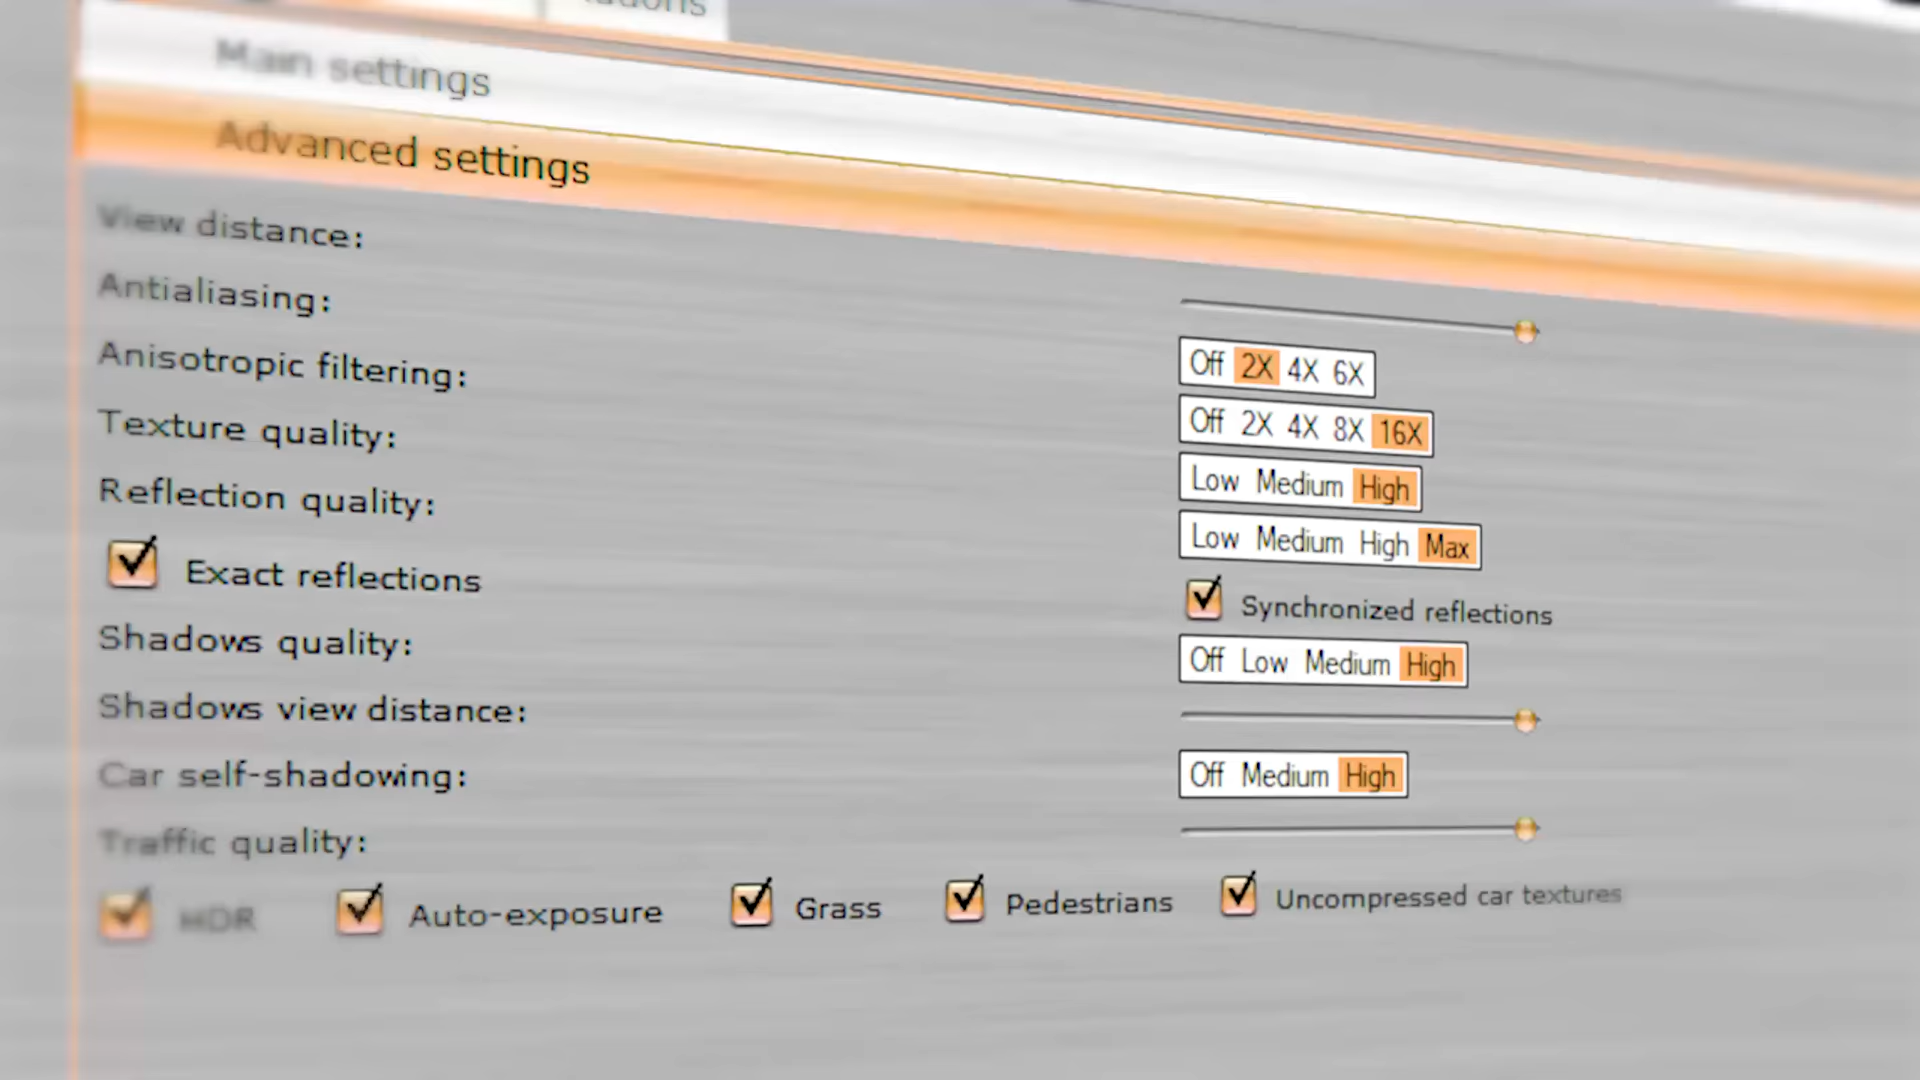 Main settings
Advanced settings
View distance:
Antialiasing: Off 2X 4X 6X
Anisotropic filtering: Off 2X 4X 8X 16X
Texture quality: Low Medium High
Reflection quality: Low Medium High Max
Exact reflections Synchronized reflections
Shadows quality: Off Low Medium High
Shadows view distance:
Car self-shadowing: Off Medium High
Traffic quality:
HDR Auto-exposure Grass Pedestrians Uncompressed car textures